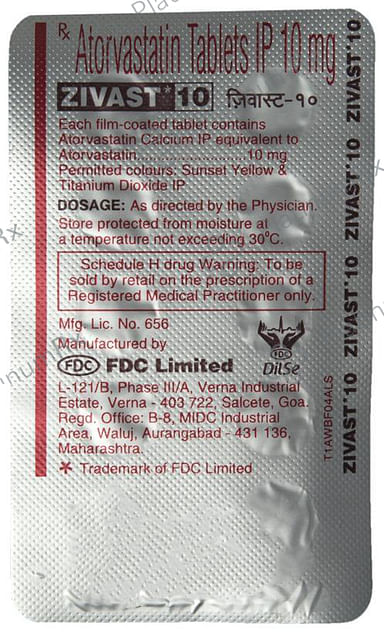 Rx Atorvastatin Tablets IP 10 mg
ZIVAST* 10 ज़िवास्ट-१०
Each film-coated tablet contains
Atorvastatin Calcium IP equivalent to
Atorvastatin........................ 10 mg
Permitted colours: Sunset Yellow &
Titanium Dioxide IP
DOSAGE: As directed by the Physician.
Store protected from moisture at
a temperature not exceeding 30°C.
Schedule H drug Warning: To be
sold by retail on the prescription of a
Registered Medical Practitioner only.
Mfg. Lic. No. 656
Manufactured by
FDC FDC Limited
L-121/B, Phase III/A, Verna Industrial
Estate, Verna - 403 722, Salcete, Goa.
Regd. Office: B-8, MIDC Industrial
Area, Waluj, Aurangabad - 431 136,
Maharashtra.
* Trademark of FDC Limited
FDC
DilSe
T1AWBF04ALS
ZIVAST*10 ZIVAST*10 ZIVAST*10 ZIVAST*10